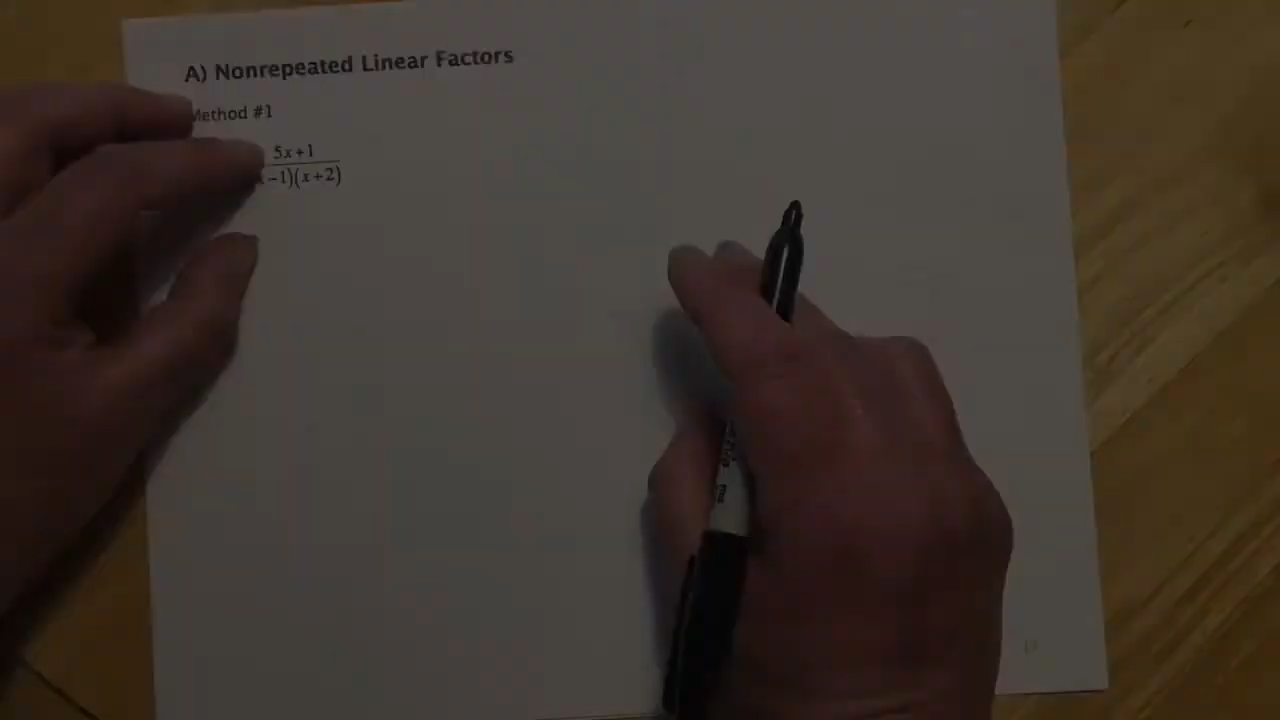 A) Nonrepeated Linear Factors
Method #1
5x+1
-1)(x+2)